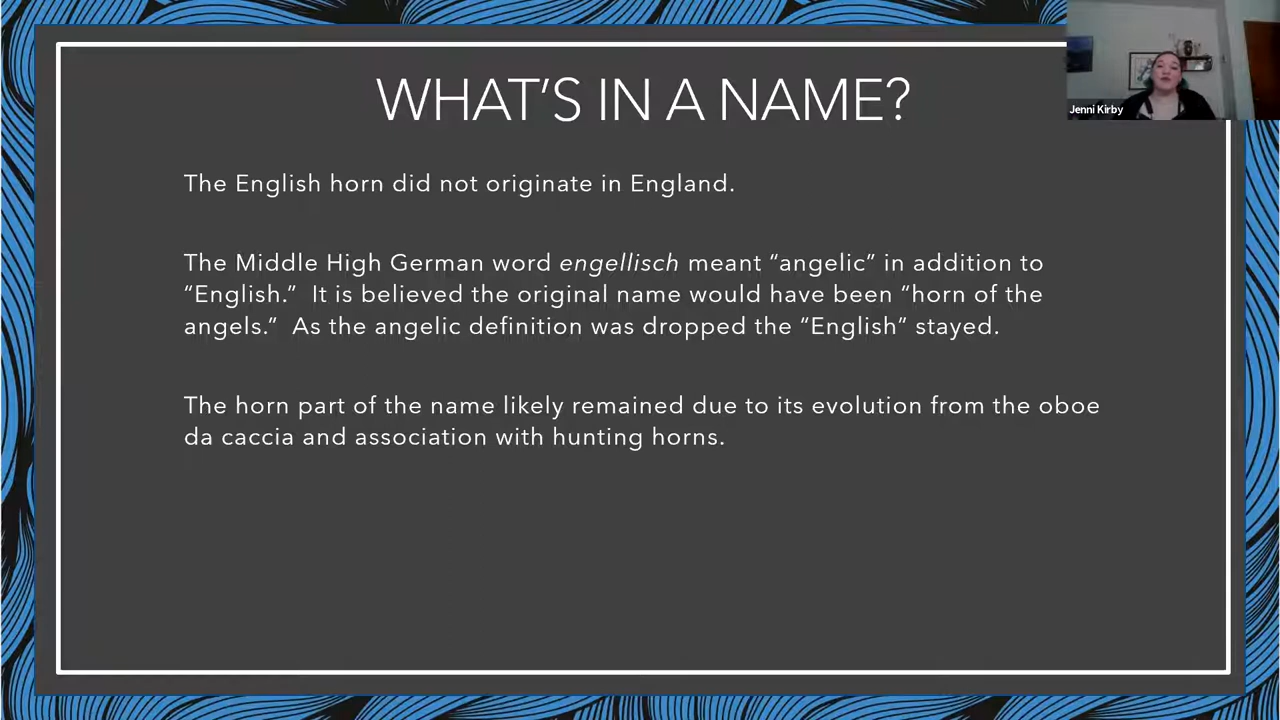 WHAT’S IN A NAME?
Jenni Kirby
The English horn did not originate in England.
The Middle High German word engellisch meant “angelic” in addition to
“English.” It is believed the original name would have been “horn of the
angels.” As the angelic definition was dropped the “English” stayed.
The horn part of the name likely remained due to its evolution from the oboe
da caccia and association with hunting horns.